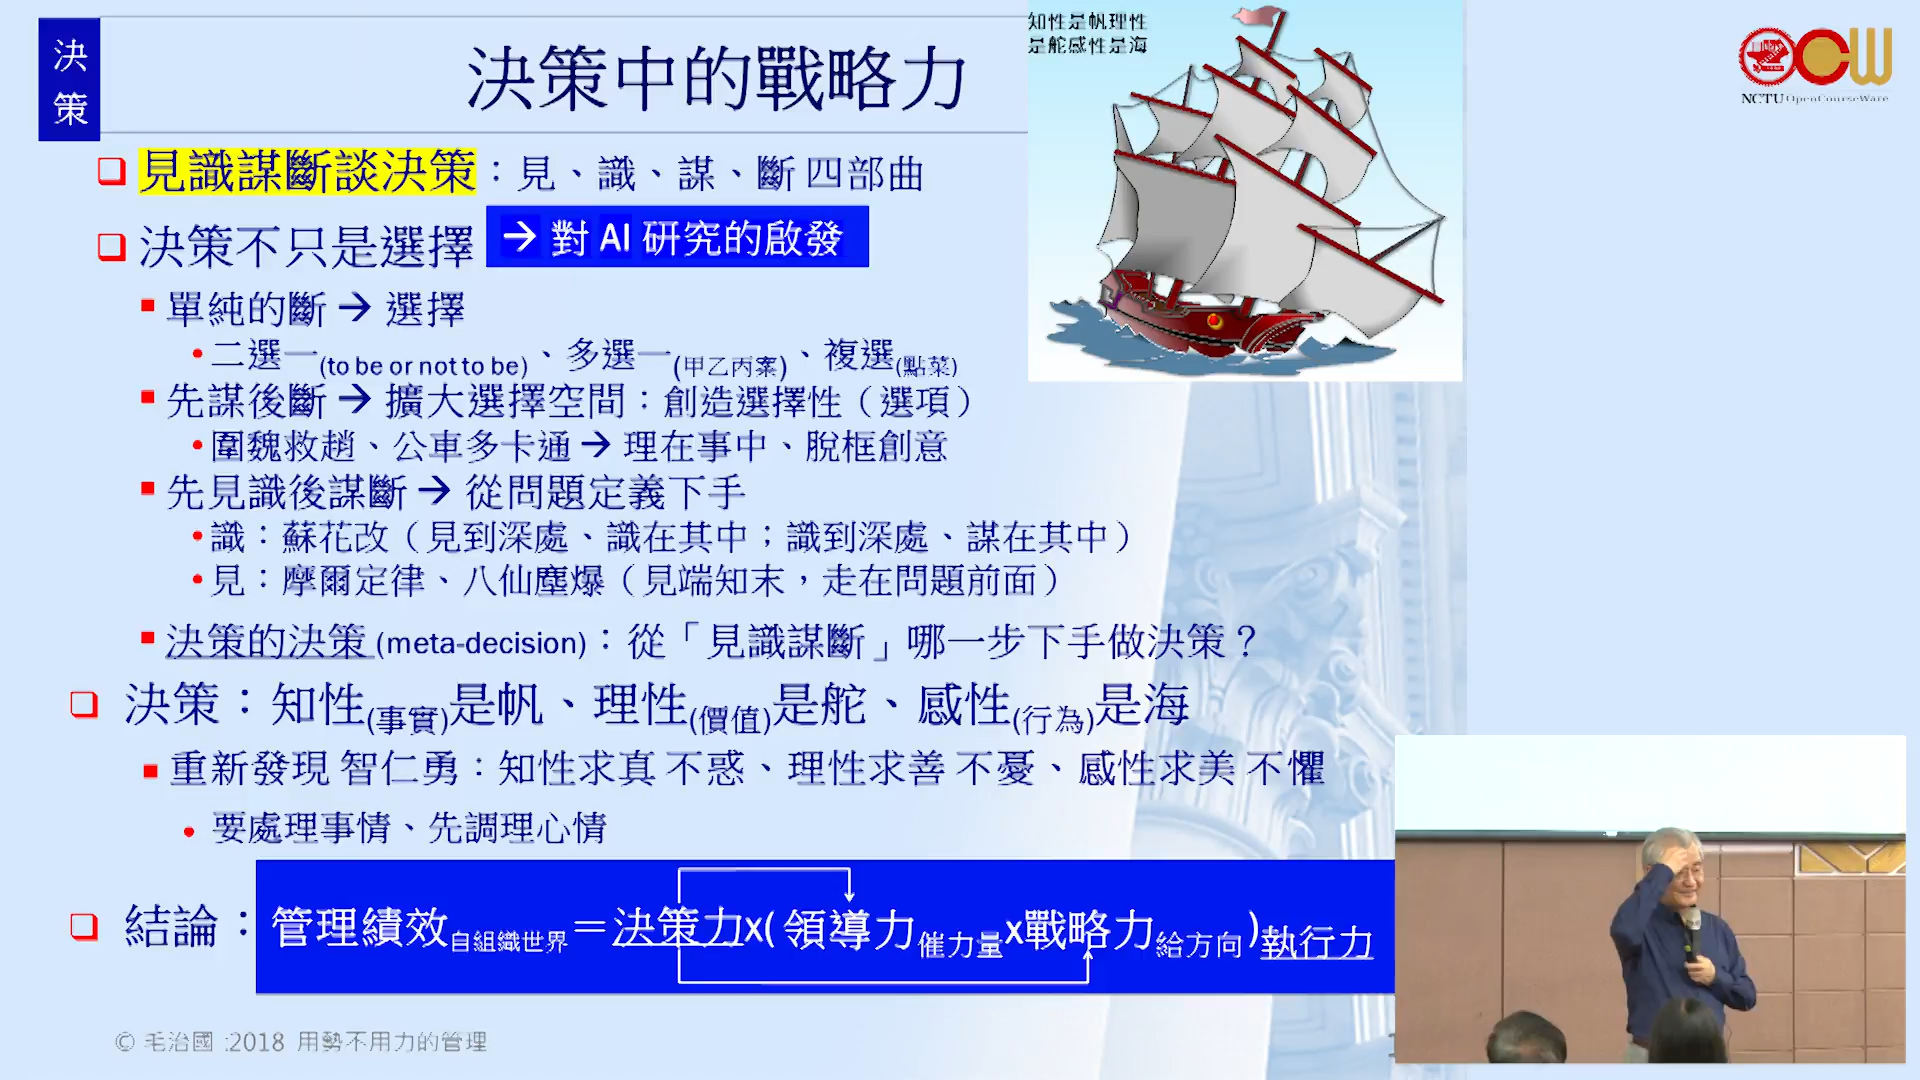 決策
決策中的戰略力
知性是帆理性
是舵感性是海
NCTU OpenCourseWare
見識謀斷談決策：見、識、謀、斷 四部曲
決策不只是選擇 → 對 AI 研究的啟發
單純的斷 → 選擇
二選一(to be or not to be)、多選一(甲乙丙案)、複選(點菜)
先謀後斷 → 擴大選擇空間：創造選擇性（選項）
圍魏救趙、公車多卡通 → 理在事中、脫框創意
先見識後謀斷 → 從問題定義下手
識：蘇花改（見到深處、識在其中；識到深處、謀在其中）
見：摩爾定律、八仙塵爆（見端知末，走在問題前面）
決策的決策 (meta-decision)：從「見識謀斷」哪一步下手做決策？
決策：知性(事實)是帆、理性(價值)是舵、感性(行為)是海
重新發現 智仁勇：知性求真 不惑、理性求善 不憂、感性求美 不懼
要處理事情、先調理心情
結論：管理績效自組織世界＝決策力x( 領導力催力量x戰略力給方向)執行力
© 毛治國 :2018 用勢不用力的管理